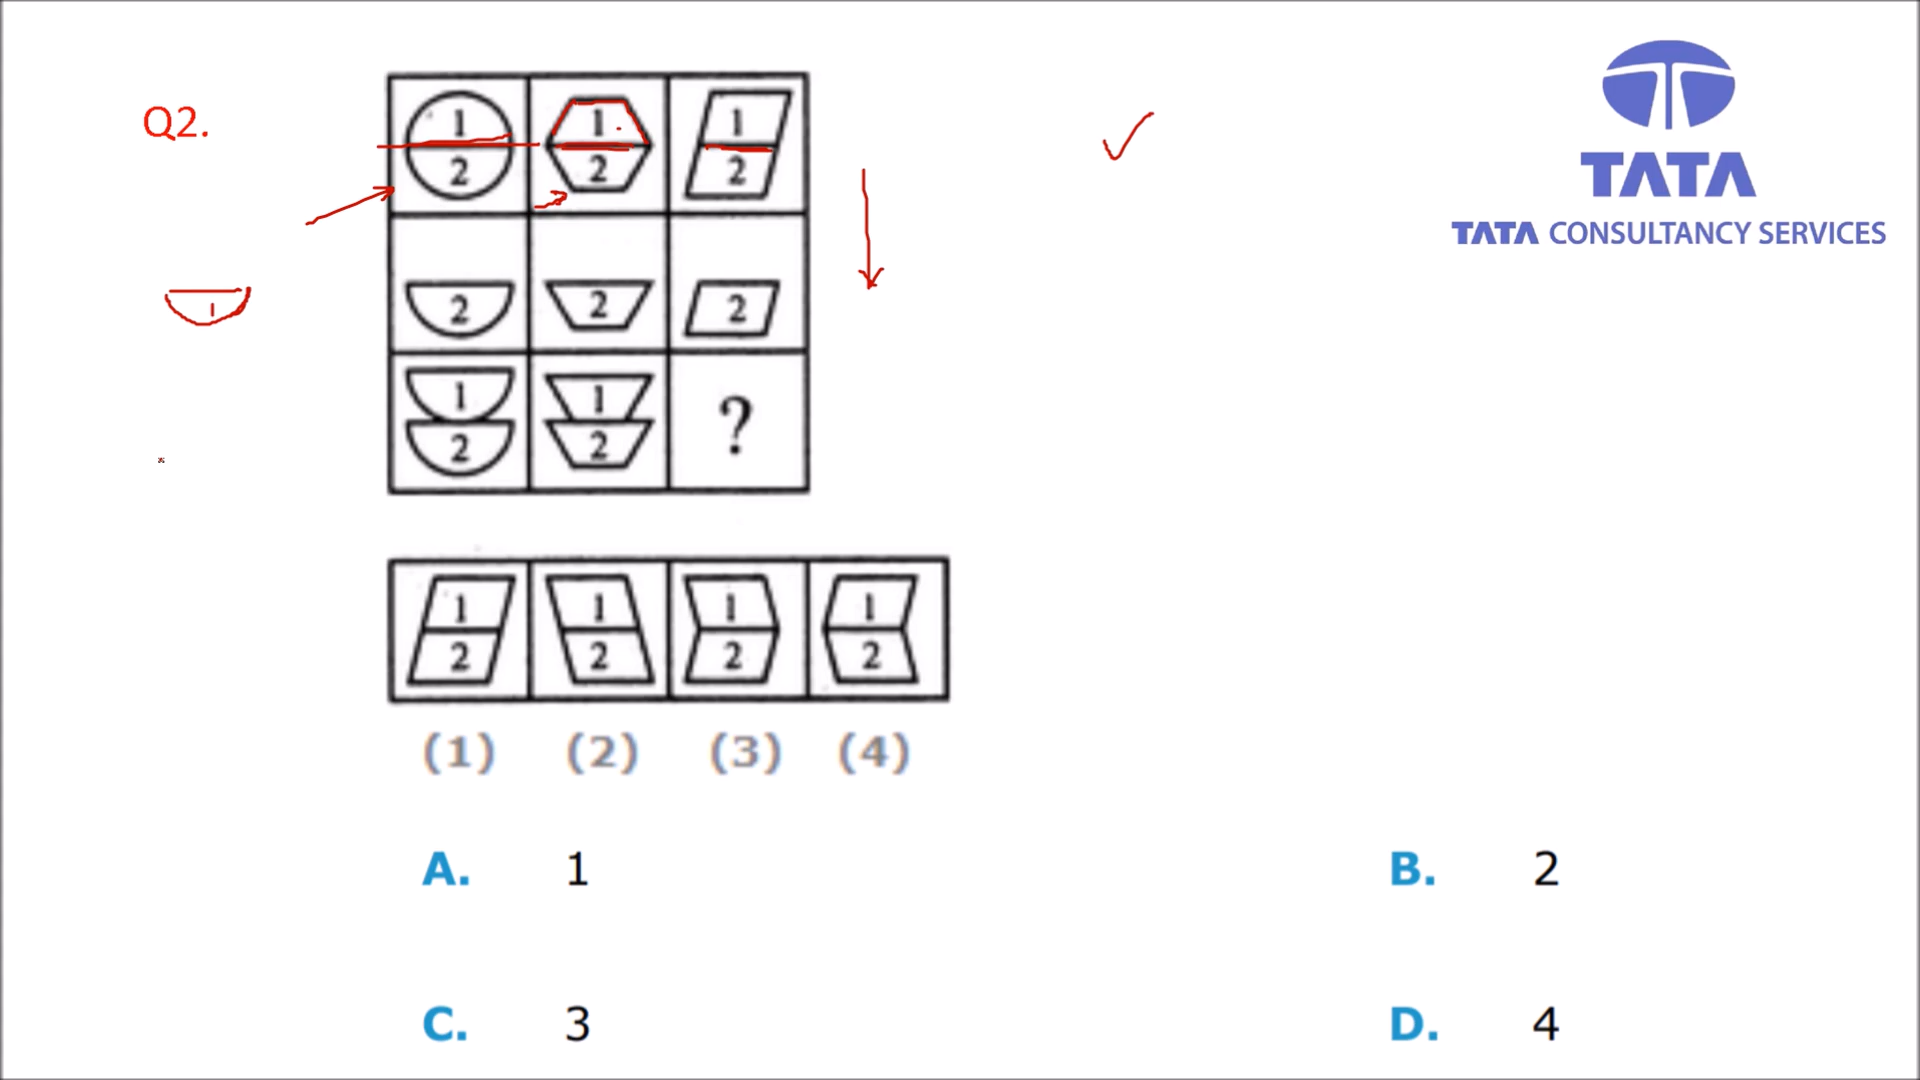 Q2.
1 1 1
2 2 2
2 2 2
1
1 1
2 2
?
1 1 1 1
2 2 2 2
(1) (2) (3) (4)
A. 1
B. 2
C. 3
D. 4
TATA
TATA CONSULTANCY SERVICES